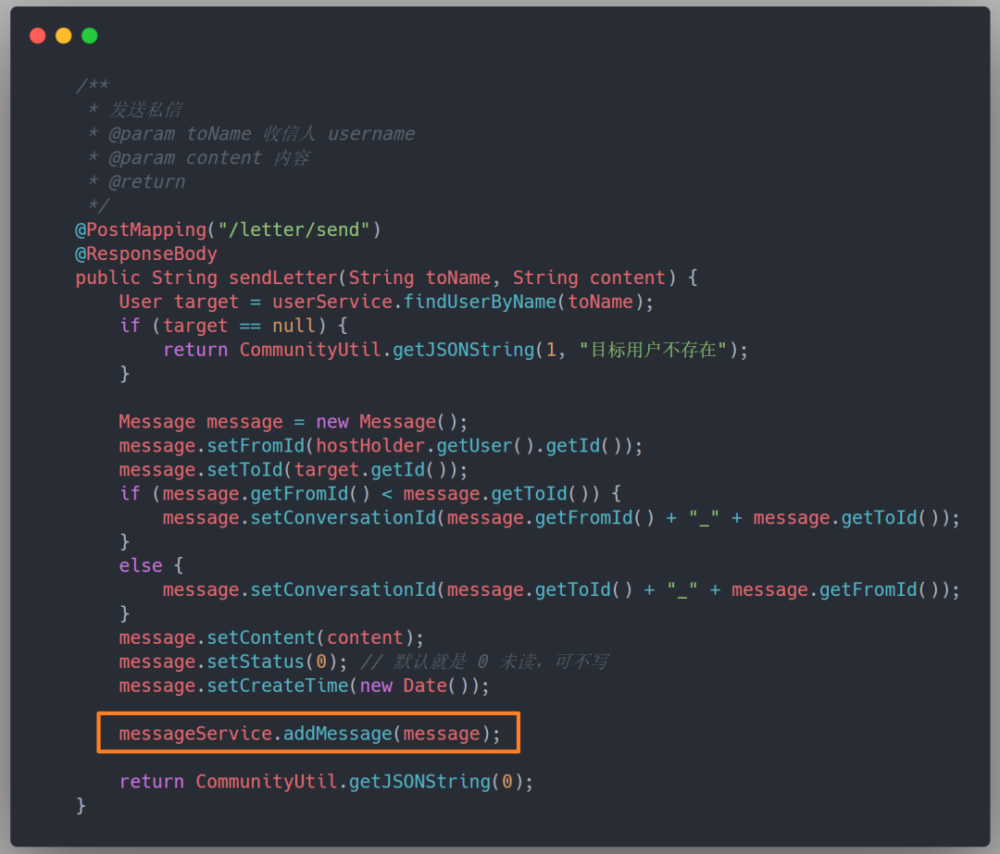 /**
 * 发送私信
 * @param toName 收信人 username
 * @param content 内容
 * @return
 */
@PostMapping("/letter/send")
@ResponseBody
public String sendLetter(String toName, String content) {
    User target = userService.findUserByName(toName);
    if (target == null) {
        return CommunityUtil.getJSONString(1, "目标用户不存在");
    }
    Message message = new Message();
    message.setFromId(hostHolder.getUser().getId());
    message.setToId(target.getId());
    if (message.getFromId() < message.getToId()) {
        message.setConversationId(message.getFromId() + "_" + message.getToId());
    }
    else {
        message.setConversationId(message.getToId() + "_" + message.getFromId());
    }
    message.setContent(content);
    message.setStatus(0); // 默认就是 0 未读，可不写
    message.setCreateTime(new Date());
    messageService.addMessage(message);
    return CommunityUtil.getJSONString(0);
}